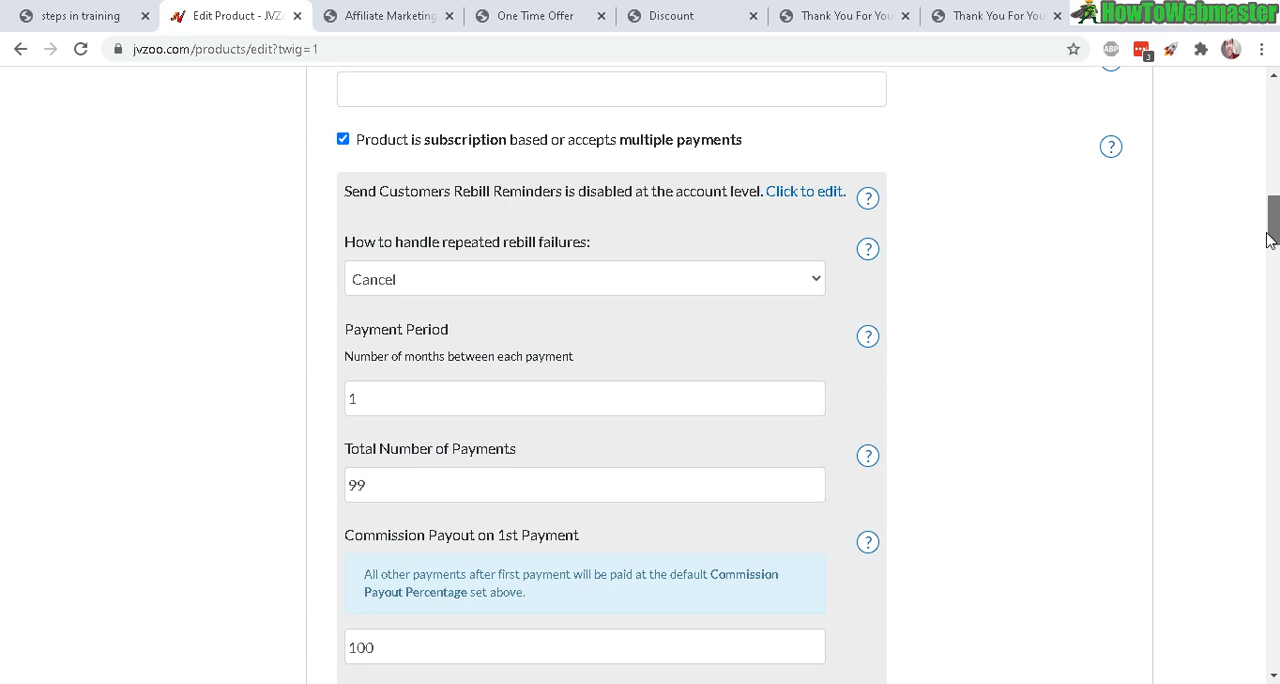 steps in training
Edit Product - JVZ
Affiliate Marketin
One Time Offer
Discount
Thank You For You
Thank You For You
HowToWebmaster
jvzoo.com/products/edit?twig=1
ABP
3
Product is subscription based or accepts multiple payments
?
Send Customers Rebill Reminders is disabled at the account level. Click to edit.
?
How to handle repeated rebill failures:
?
Cancel
Payment Period
?
Number of months between each payment
1
Total Number of Payments
?
99
Commission Payout on 1st Payment
?
All other payments after first payment will be paid at the default Commission
Payout Percentage set above.
100